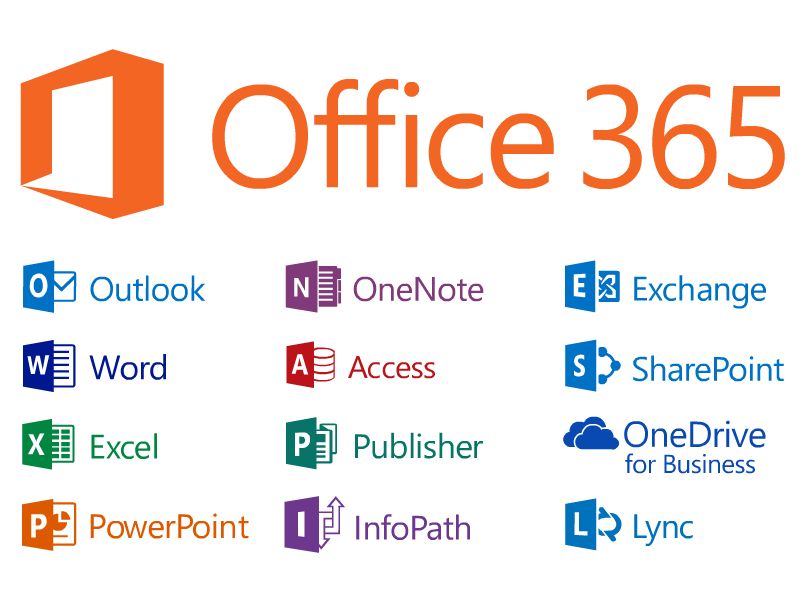 Office 365
Outlook
Word
Excel
PowerPoint
OneNote
Access
Publisher
InfoPath
Exchange
SharePoint
OneDrive
for Business
Lync